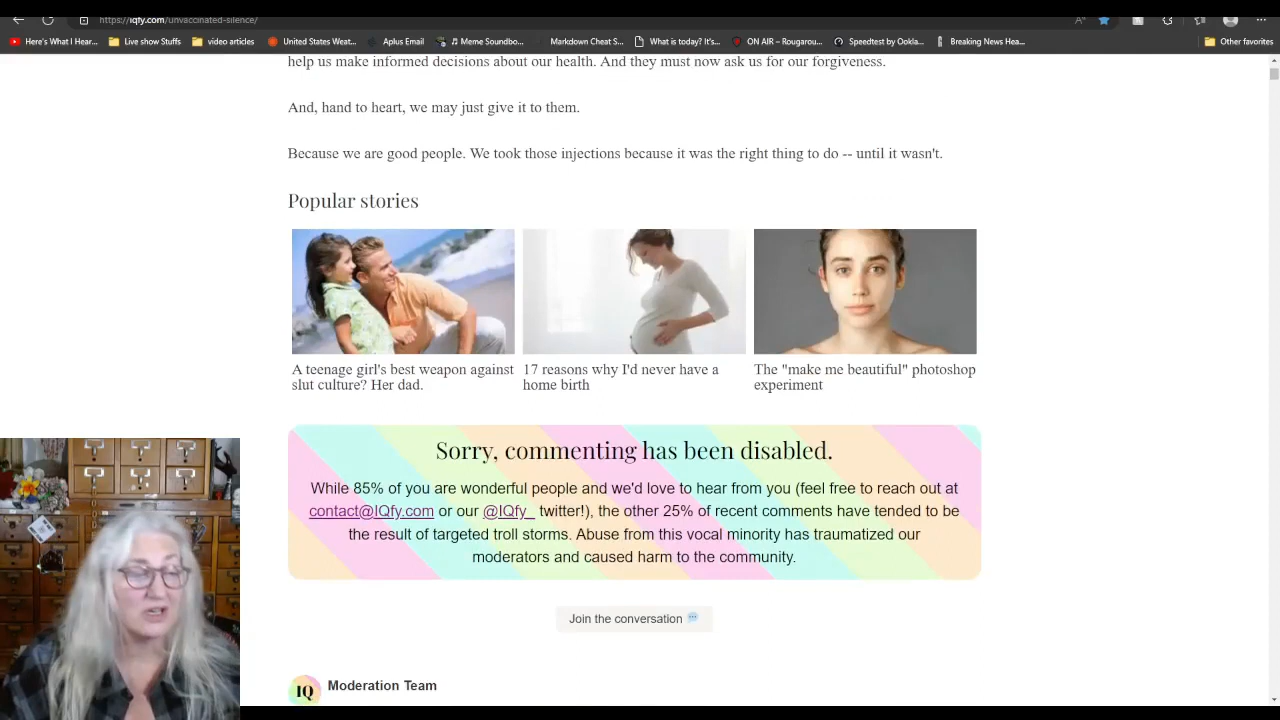 https://iqfy.com/unvaccinated-silence/
Here's What I Hear... Live show Stuffs video articles United States Weat... Aplus Email Meme Soundbo... Markdown Cheat S... What is today? It's... ON AIR – Rougarou... Speedtest by Ookla... Breaking News Hea... Other favorites
help us make informed decisions about our health. And they must now ask us for our forgiveness.
And, hand to heart, we may just give it to them.
Because we are good people. We took those injections because it was the right thing to do -- until it wasn't.
Popular stories
A teenage girl's best weapon against
slut culture? Her dad.
17 reasons why I'd never have a
home birth
The "make me beautiful" photoshop
experiment
Sorry, commenting has been disabled.
While 85% of you are wonderful people and we'd love to hear from you (feel free to reach out at
contact@IQfy.com or our @IQfy_ twitter!), the other 25% of recent comments have tended to be
the result of targeted troll storms. Abuse from this vocal minority has traumatized our
moderators and caused harm to the community.
Join the conversation
IQ Moderation Team